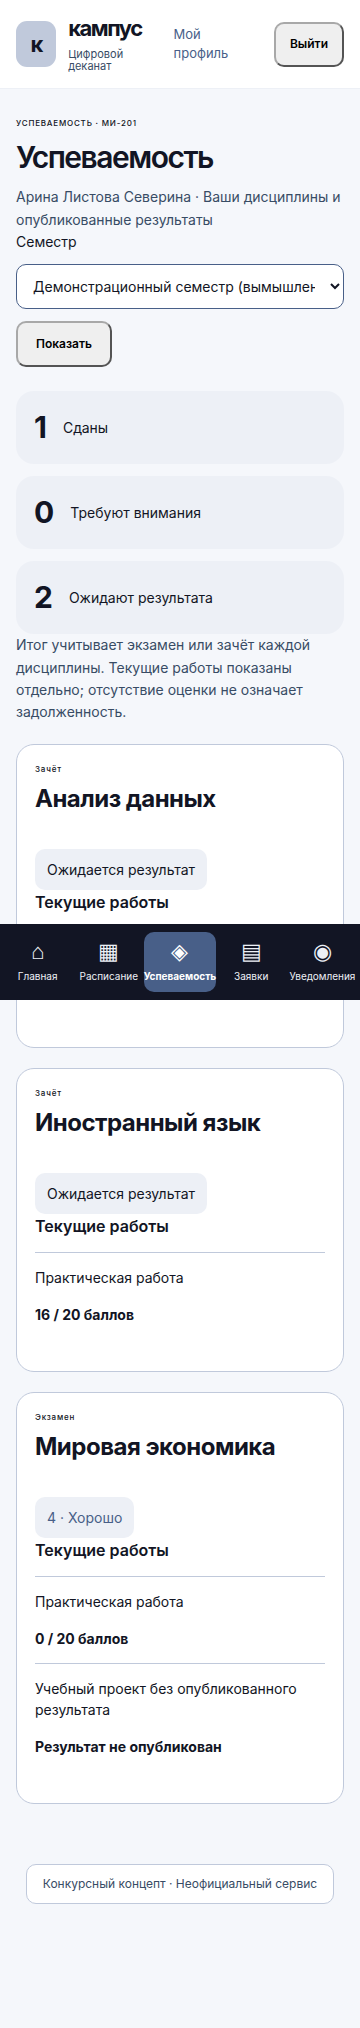 к
кампус
Цифровой
деканат
Мой
профиль
Выйти
УСПЕВАЕМОСТЬ · МИ-201
Успеваемость
Арина Листова Северина · Ваши дисциплины и
опубликованные результаты
Семестр
Демонстрационный семестр (вымышлен
Показать
1 Сданы
0 Требуют внимания
2 Ожидают результата
Итог учитывает экзамен или зачёт каждой
дисциплины. Текущие работы показаны
отдельно; отсутствие оценки не означает
задолженность.
Зачёт
Анализ данных
Ожидается результат
Текущие работы
Главная
Расписание
Успеваемость
Заявки
Уведомления
Зачёт
Иностранный язык
Ожидается результат
Текущие работы
Практическая работа
16 / 20 баллов
Экзамен
Мировая экономика
4 · Хорошо
Текущие работы
Практическая работа
0 / 20 баллов
Учебный проект без опубликованного
результата
Результат не опубликован
Конкурсный концепт · Неофициальный сервис